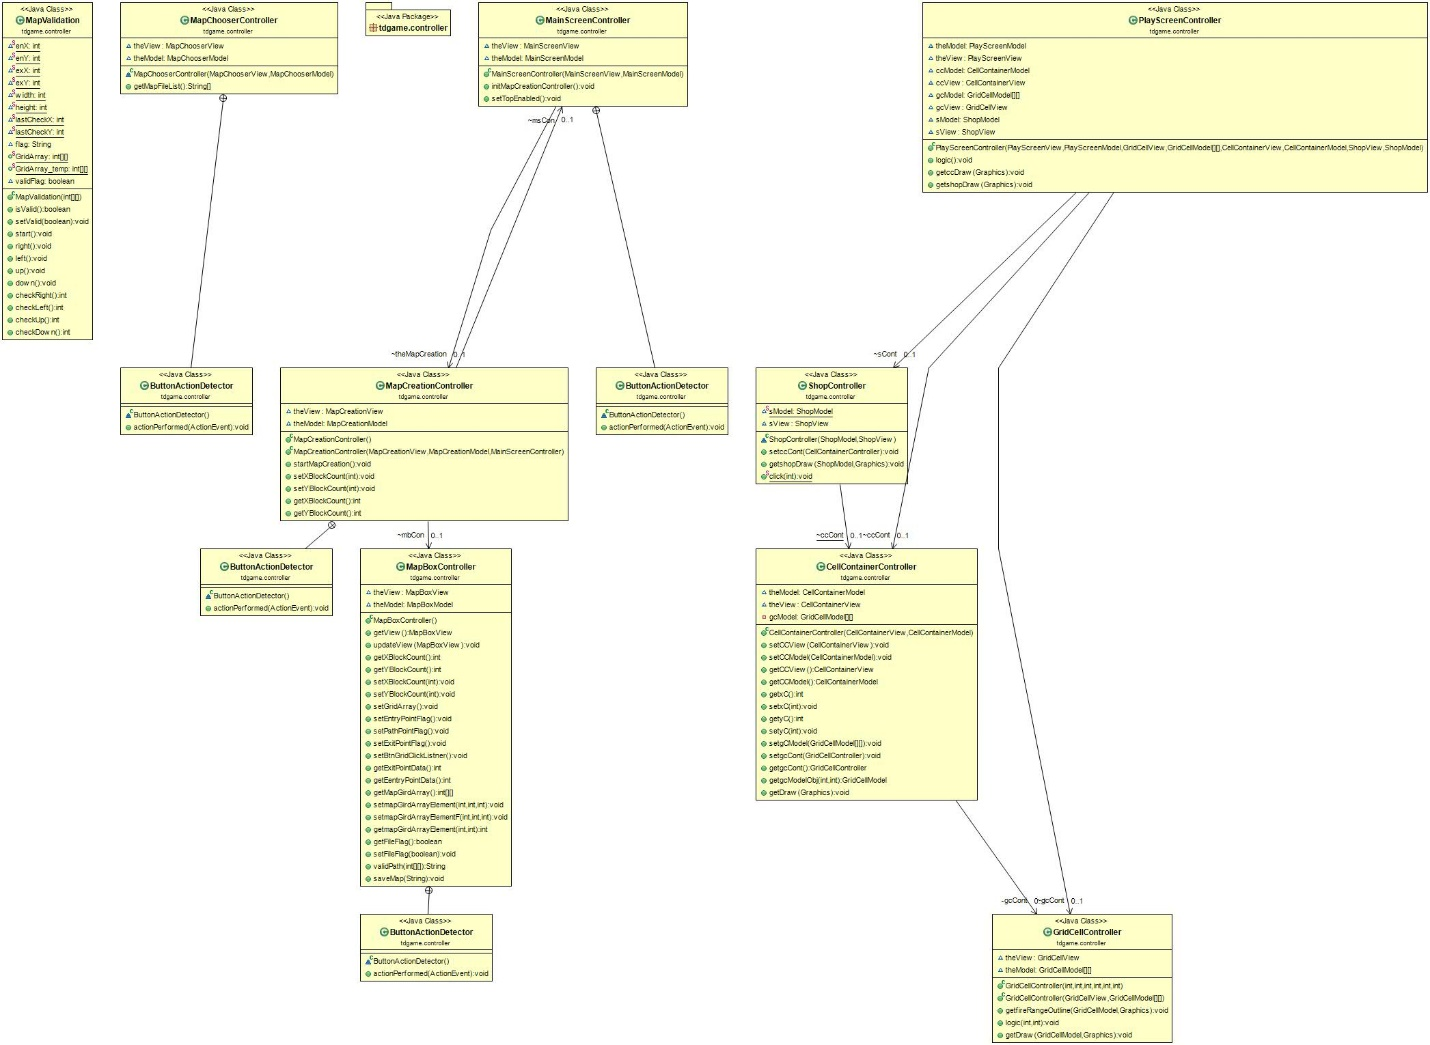 <<Java Class>>
MapValidation
tdgame.controller
enX: int
enY: int
exX: int
exY: int
width: int
height: int
lastCheckX: int
lastCheckY: int
flag: String
GridArray: int[][]
GridArray_temp: int[][]
validFlag: boolean
MapValidation(int[][])
isValid():boolean
setValid(boolean):void
start():void
right():void
left():void
up():void
down():void
checkRight():int
checkLeft():int
checkUp():int
checkDown():int
<<Java Class>>
MapChooserController
tdgame.controller
theView: MapChooserView
theModel: MapChooserModel
MapChooserController(MapChooserView,MapChooserModel)
getMapFileList():String[]
<<Java Package>>
tdgame.controller
<<Java Class>>
MainScreenController
tdgame.controller
theView: MainScreenView
theModel: MainScreenModel
MainScreenController(MainScreenView,MainScreenModel)
initMapCreationController():void
setTopEnabled():void
~msCon 0..1
<<Java Class>>
PlayScreenController
tdgame.controller
theModel: PlayScreenModel
theView: PlayScreenView
ccModel: CellContainerModel
ccView: CellContainerView
gcModel: GridCellModel[][]
gcView: GridCellView
sModel: ShopModel
sView: ShopView
PlayScreenController(PlayScreenView,PlayScreenModel,GridCellView,GridCellModel[][],CellContainerView,CellContainerModel,ShopView,ShopModel)
logic():void
getccDraw(Graphics):void
getshopDraw(Graphics):void
<<Java Class>>
ButtonActionDetector
tdgame.controller
ButtonActionDetector()
actionPerformed(ActionEvent):void
~theMapCreation 0..1
<<Java Class>>
MapCreationController
tdgame.controller
theView: MapCreationView
theModel: MapCreationModel
MapCreationController()
MapCreationController(MapCreationView,MapCreationModel,MainScreenController)
startMapCreation():void
setXBlockCount(int):void
setYBlockCount(int):void
getXBlockCount():int
getYBlockCount():int
<<Java Class>>
ButtonActionDetector
tdgame.controller
ButtonActionDetector()
actionPerformed(ActionEvent):void
~sCont 0..1
<<Java Class>>
ShopController
tdgame.controller
sModel: ShopModel
sView: ShopView
ShopController(ShopModel,ShopView)
setccCont(CellContainerController):void
getshopDraw(ShopModel,Graphics):void
click(int):void
<<Java Class>>
ButtonActionDetector
tdgame.controller
ButtonActionDetector()
actionPerformed(ActionEvent):void
~mbCon 0..1
<<Java Class>>
MapBoxController
tdgame.controller
theView: MapBoxView
theModel: MapBoxModel
MapBoxController()
getView():MapBoxView
updateView(MapBoxView):void
getXBlockCount():int
getYBlockCount():int
setXBlockCount(int):void
setYBlockCount(int):void
setGridArray():void
setEntryPointFlag():void
setPathPointFlag():void
setExitPointFlag():void
setBtnGridClickListner():void
getExitPointData():int
getEentryPointData():int
getMapGirdArray():int[][]
setmapGirdArrayElement(int,int,int):void
setmapGirdArrayElementF(int,int,int):void
getmapGirdArrayElement(int,int):int
getFileFlag():boolean
setFileFlag(boolean):void
validPath(int[][]):String
saveMap(String):void
<<Java Class>>
ButtonActionDetector
tdgame.controller
ButtonActionDetector()
actionPerformed(ActionEvent):void
~ccCont 0..1 ~ccCont 0..1
<<Java Class>>
CellContainerController
tdgame.controller
theModel: CellContainerModel
theView: CellContainerView
gcModel: GridCellModel[][]
CellContainerController(CellContainerView,CellContainerModel)
setCCView(CellContainerView):void
setCCModel(CellContainerModel):void
getCCView():CellContainerView
getCCModel():CellContainerModel
getxC():int
setxC(int):void
getyC():int
setyC(int):void
setgCModel(GridCellModel[][]):void
setgcCont(GridCellController):void
getgcCont():GridCellController
getgcModelObj(int,int):GridCellModel
getDraw(Graphics):void
-gcCont ~gcCont 0..1
<<Java Class>>
GridCellController
tdgame.controller
theView: GridCellView
theModel: GridCellModel[][]
GridCellController(int,int,int,int,int,int)
GridCellController(GridCellView,GridCellModel[][])
getfireRangeOutline(GridCellModel,Graphics):void
logic(int,int):void
getDraw(GridCellModel,Graphics):void